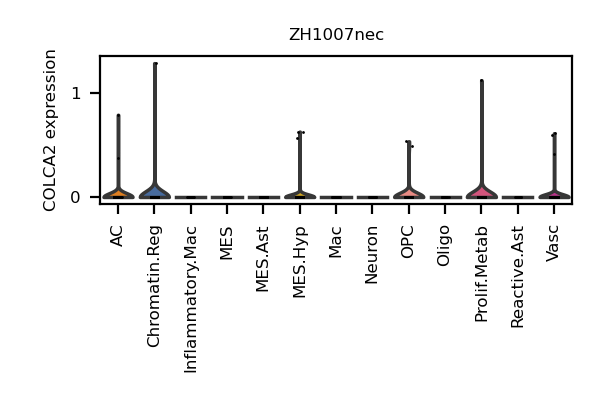 ZH1007nec
COLCA2 expression
1
0
AC
Chromatin.Reg
Inflammatory.Mac
MES
MES.Ast
MES.Hyp
Mac
Neuron
OPC
Oligo
Prolif.Metab
Reactive.Ast
Vasc